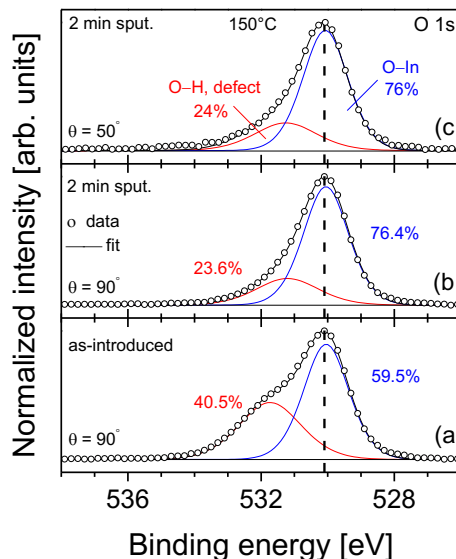 2 min sput.
150°C
O 1s
O–H, defect
24%
O–In
76%
θ = 50°
(c)
2 min sput.
o data
— fit
76.4%
23.6%
θ = 90°
(b)
as-introduced
59.5%
40.5%
θ = 90°
(a)
536
532
528
Binding energy [eV]
Normalized intensity [arb. units]